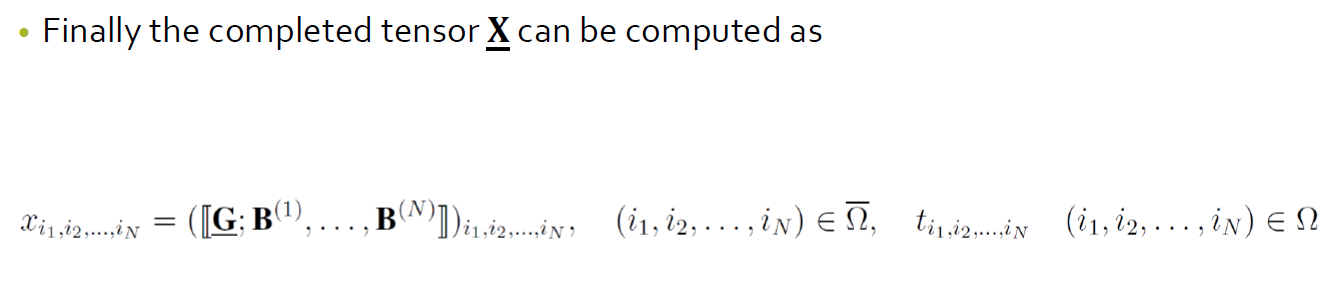 • Finally the completed tensor X can be computed as
x_{i_1,i_2,...,i_N} = (⟦G; B^{(1)}, . . . , B^{(N)}⟧)_{i_1,i_2,...,i_N}, (i_1, i_2, . . . , i_N) ∈ \overline{Ω}, t_{i_1,i_2,...,i_N} (i_1, i_2, . . . , i_N) ∈ Ω